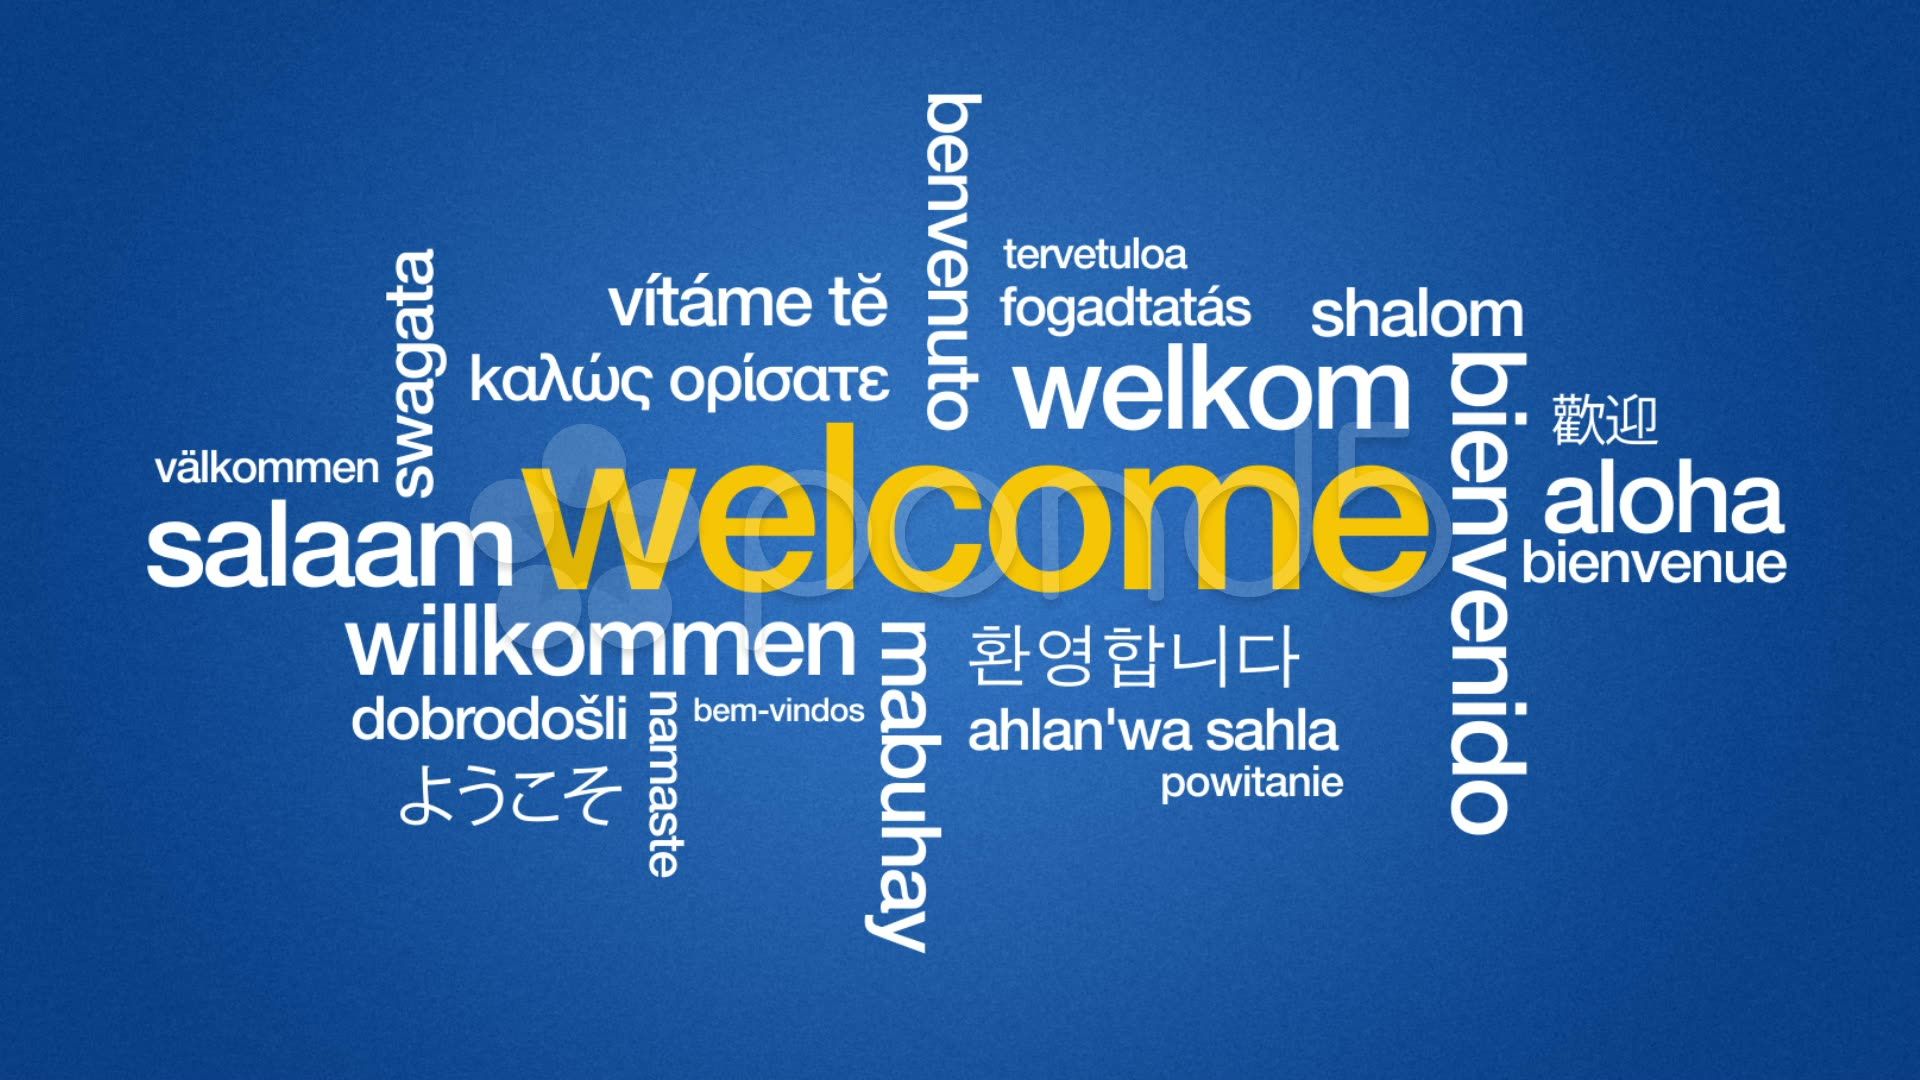 benvenuto
tervetuloa
swagata
vítáme tĕ
fogadtatás
shalom
καλώς ορίσατε
welkom
bienvenido
歡迎
välkommen
welcome
aloha
salaam
bienvenue
pond5
willkommen
mabuhay
환영합니다
dobrodošli
namaste
bem-vindos
ahlan'wa sahla
ようこそ
powitanie